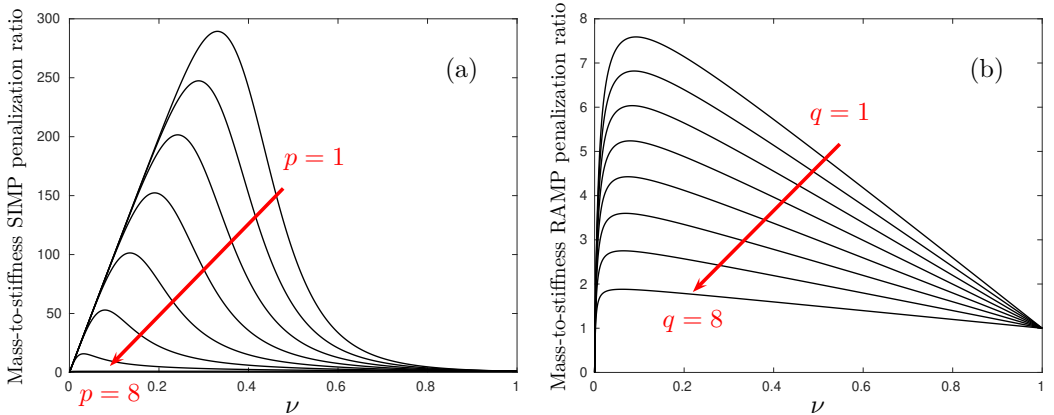 Mass-to-stiffness SIMP penalization ratio
300
250
200
150
100
50
0
(a)
p = 1
p = 8
0
0.2
0.4
0.6
0.8
1
ν
Mass-to-stiffness RAMP penalization ratio
8
7
6
5
4
3
2
1
0
(b)
q = 1
q = 8
0
0.2
0.4
0.6
0.8
1
ν